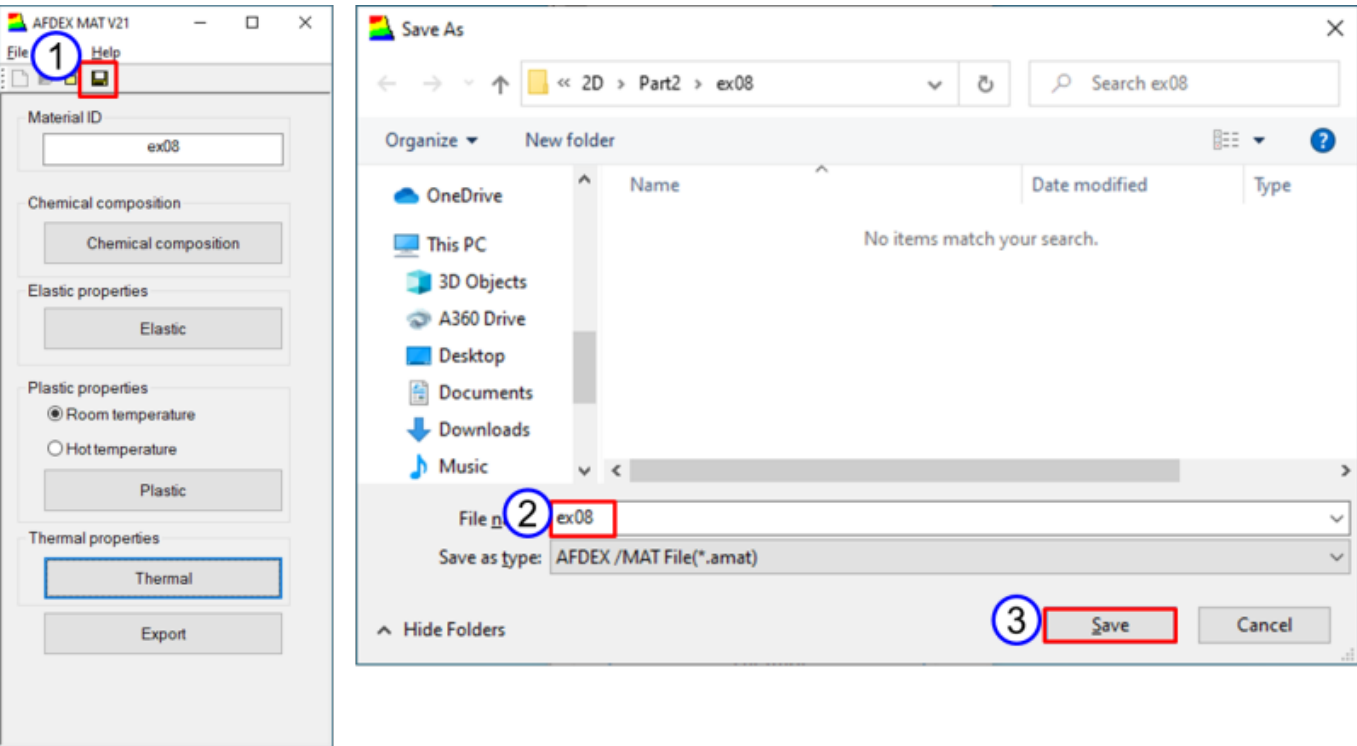 AFDEX MAT V21
File
Help
1
Material ID
ex08
Chemical composition
Chemical composition
Elastic properties
Elastic
Plastic properties
Room temperature
Hot temperature
Plastic
Thermal properties
Thermal
Export
Save As
« 2D > Part2 > ex08
Search ex08
Organize
New folder
?
Name
Date modified
Type
OneDrive
No items match your search.
This PC
3D Objects
A360 Drive
Desktop
Documents
Downloads
Music
File n
2
ex08
Save as type:
AFDEX /MAT File(*.amat)
Hide Folders
3
Save
Cancel